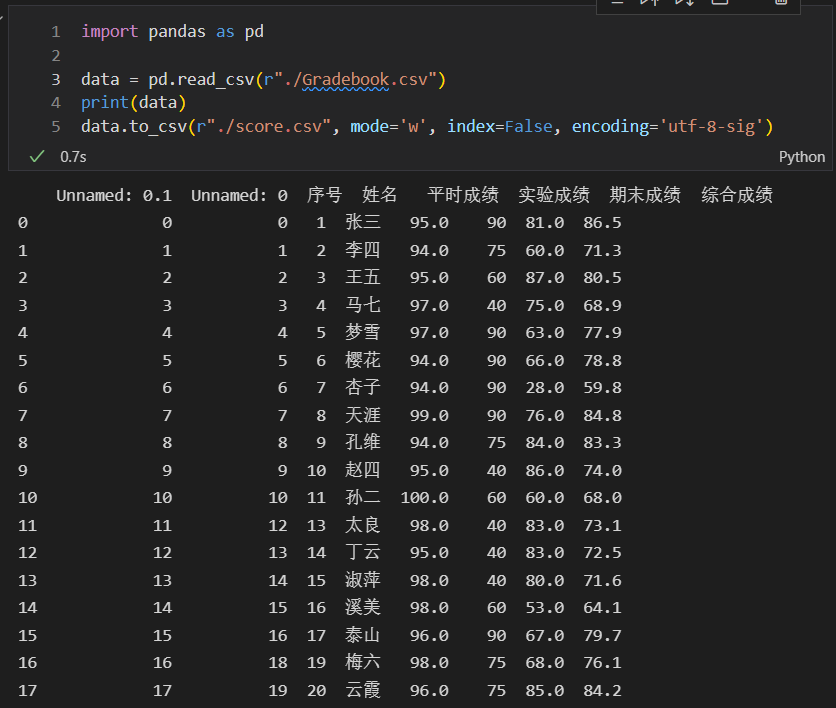 1 import pandas as pd
2
3 data = pd.read_csv(r"./Gradebook.csv")
4 print(data)
5 data.to_csv(r"./score.csv", mode='w', index=False, encoding='utf-8-sig')
0.7s Python
Unnamed: 0.1 Unnamed: 0 序号 姓名 平时成绩 实验成绩 期末成绩 综合成绩
0 0 0 1 张三 95.0 90 81.0 86.5
1 1 1 2 李四 94.0 75 60.0 71.3
2 2 2 3 王五 95.0 60 87.0 80.5
3 3 3 4 马七 97.0 40 75.0 68.9
4 4 4 5 梦雪 97.0 90 63.0 77.9
5 5 5 6 樱花 94.0 90 66.0 78.8
6 6 6 7 杏子 94.0 90 28.0 59.8
7 7 7 8 天涯 99.0 90 76.0 84.8
8 8 8 9 孔维 94.0 75 84.0 83.3
9 9 9 10 赵四 95.0 40 86.0 74.0
10 10 10 11 孙二 100.0 60 60.0 68.0
11 11 12 13 太良 98.0 40 83.0 73.1
12 12 13 14 丁云 95.0 40 83.0 72.5
13 13 14 15 淑萍 98.0 40 80.0 71.6
14 14 15 16 溪美 98.0 60 53.0 64.1
15 15 16 17 泰山 96.0 90 67.0 79.7
16 16 18 19 梅六 98.0 75 68.0 76.1
17 17 19 20 云霞 96.0 75 85.0 84.2